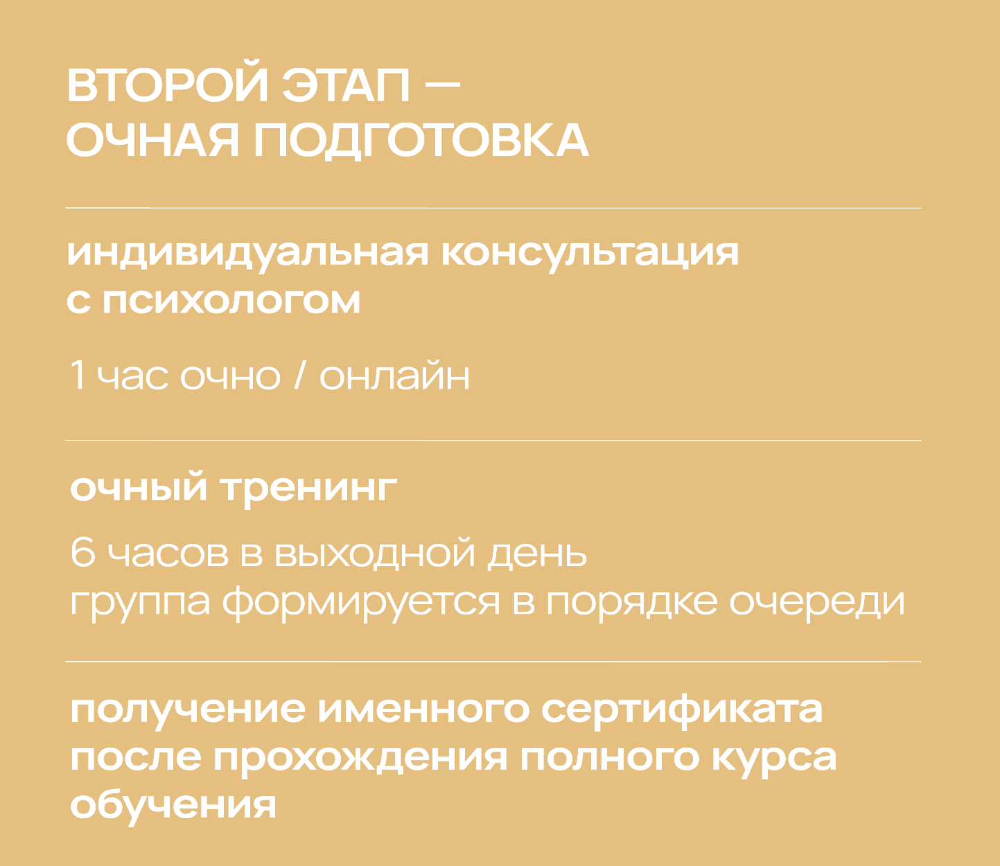 ВТОРОЙ ЭТАП —
ОЧНАЯ ПОДГОТОВКА
индивидуальная консультация
с психологом
1 час очно / онлайн
очный тренинг
6 часов в выходной день
группа формируется в порядке очереди
получение именного сертификата
после прохождения полного курса
обучения